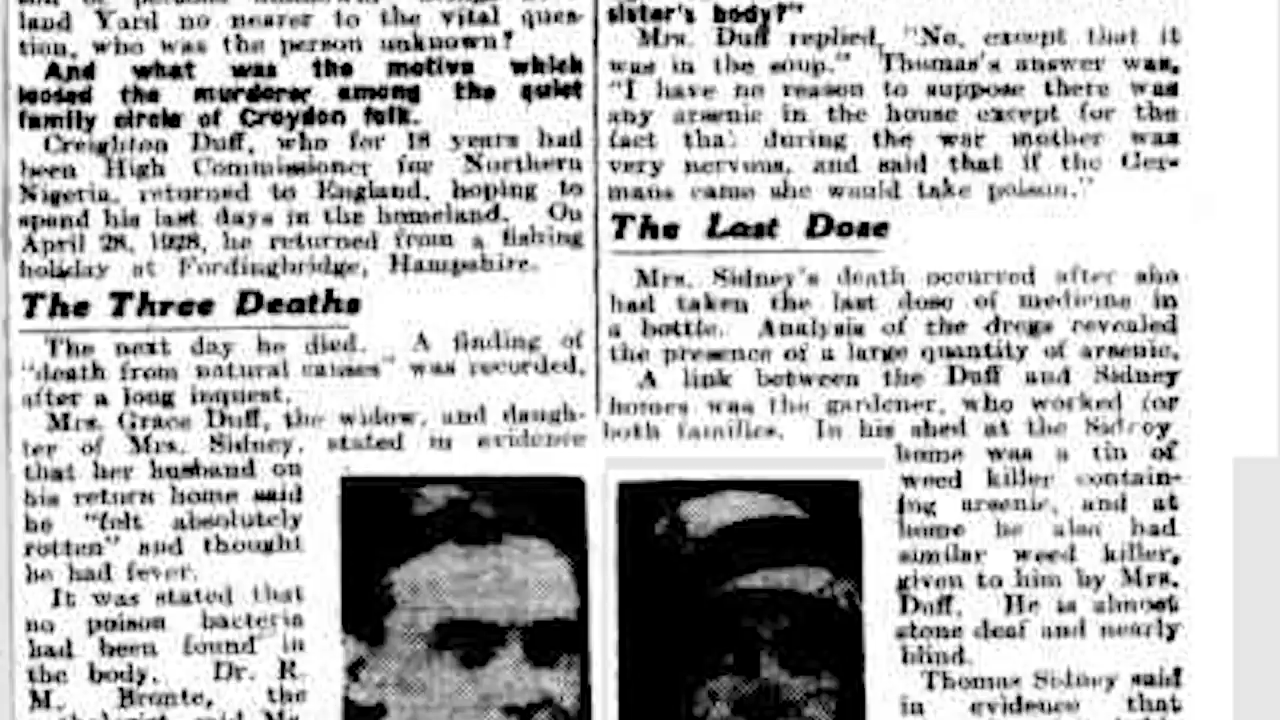 land Yard no nearer to the vital ques-
tion, who was the person unknown?
And what was the motive which
loosed the murderer among the quiet
family circle of Croydon folk.
Creighton Duff, who for 18 years had
been High Commissioner for Northern
Nigeria, returned to England, hoping to
spend his last days in the homeland. On
April 28, 1928, he returned from a fishing
holiday at Fordingbridge, Hampshire.
The Three Deaths
The next day he died. A finding of
"death from natural causes" was recorded,
after a long inquest.
Mrs. Grace Duff, the widow, and daugh-
ter of Mrs. Sidney, stated in evidence
that her husband on
his return home said
he "felt absolutely
rotten" and thought
he had fever.
It was stated that
no poison bacteria
had been found in
the body. Dr. R.
M. Bronte, the
sister's body?"
Mrs. Duff replied, "No, except that it
was in the soup." Thomas's answer was,
"I have no reason to suppose there was
any arsenic in the house except for the
fact that during the war mother was
very nervous, and said that if the Ger-
mans came she would take poison."
The Last Dose
Mrs. Sidney's death occurred after she
had taken the last dose of medicine in
a bottle. Analysis of the dregs revealed
the presence of a large quantity of arsenic.
A link between the Duff and Sidney
homes was the gardener, who worked for
both families. In his shed at the Sidney
home was a tin of
weed killer contain-
ing arsenic, and at
home he also had
similar weed killer,
given to him by Mrs.
Duff. He is almost
stone deaf and nearly
blind.
Thomas Sidney said
in evidence that